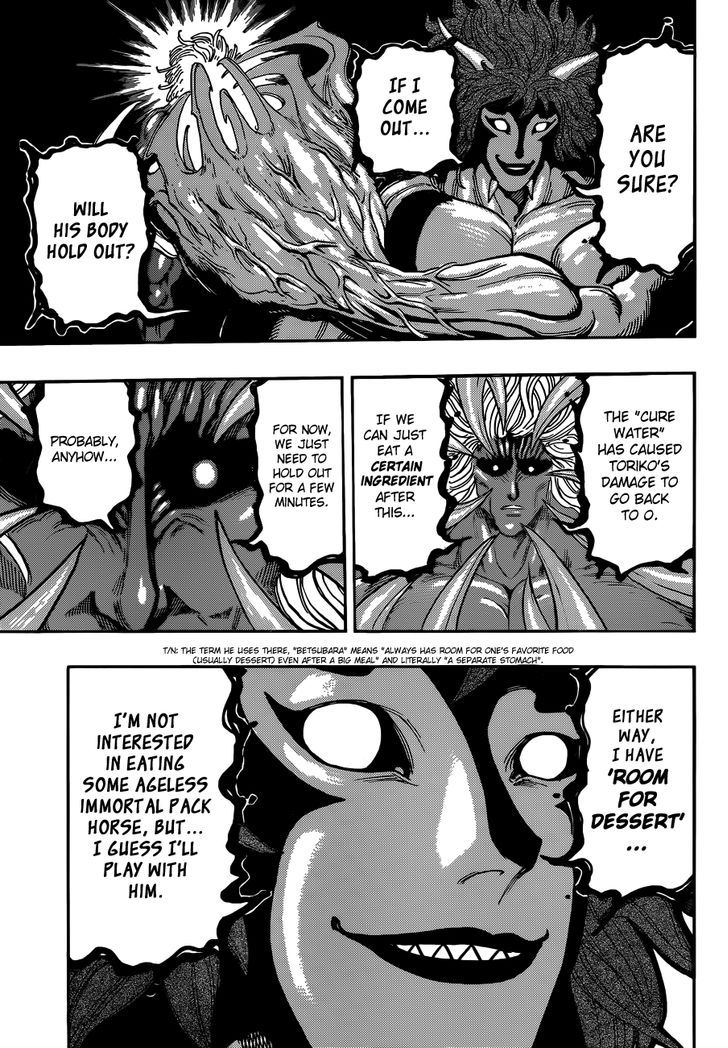 ARE
YOU
SURE?
IF I
COME
OUT...
WILL
HIS BODY
HOLD OUT?
THE "CURE
WATER"
HAS CAUSED
TORIKO'S
DAMAGE TO
GO BACK
TO 0.
IF WE
CAN JUST
EAT A
CERTAIN
INGREDIENT
AFTER
THIS...
FOR NOW,
WE JUST
NEED TO
HOLD OUT
FOR A FEW
MINUTES.
PROBABLY,
ANYHOW...
T/N: THE TERM HE USES THERE, "BETSUBARA" MEANS "ALWAYS HAS ROOM FOR ONE'S FAVORITE FOOD
(USUALLY DESSERT) EVEN AFTER A BIG MEAL" AND LITERALLY "A SEPARATE STOMACH".
EITHER
WAY,
I HAVE
'ROOM
FOR
DESSERT'
...
I'M NOT
INTERESTED
IN EATING
SOME AGELESS
IMMORTAL PACK
HORSE, BUT...
I GUESS I'LL
PLAY WITH
HIM.